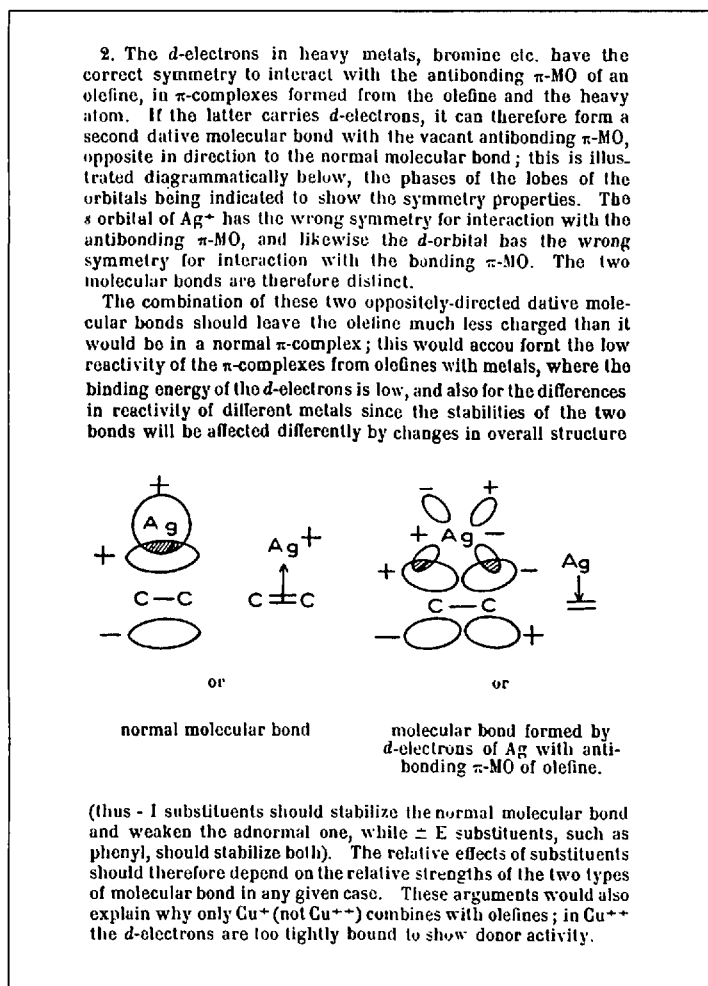 2. The d-electrons in heavy metals, bromine etc. have the
correct symmetry to interact with the antibonding π-MO of an
olefine, in π-complexes formed from the olefine and the heavy
atom. If the latter carries d-electrons, it can therefore form a
second dative molecular bond with the vacant antibonding π-MO,
opposite in direction to the normal molecular bond; this is illus-
trated diagrammatically below, the phases of the lobes of the
orbitals being indicated to show the symmetry properties. The
s orbital of Ag+ has the wrong symmetry for interaction with the
antibonding π-MO, and likewise the d-orbital has the wrong
symmetry for interaction with the bonding π-MO. The two
molecular bonds are therefore distinct.
The combination of these two oppositely-directed dative mole-
cular bonds should leave the olefine much less charged than it
would be in a normal π-complex; this would accou fornt the low
reactivity of the π-complexes from olefines with metals, where the
binding energy of the d-electrons is low, and also for the differences
in reactivity of different metals since the stabilities of the two
bonds will be affected differently by changes in overall structure
+ − +
Ag Ag+ + Ag − Ag
+ + −
C—C C=C C—C
− − +
or or
normal molecular bond molecular bond formed by
d-electrons of Ag with anti-
bonding π-MO of olefine.
(thus - I substituents should stabilize the normal molecular bond
and weaken the adnormal one, while ± E substituents, such as
phenyl, should stabilize both). The relative effects of substituents
should therefore depend on the relative strengths of the two types
of molecular bond in any given case. These arguments would also
explain why only Cu+ (not Cu++) combines with olefines; in Cu++
the d-electrons are too tightly bound to show donor activity.